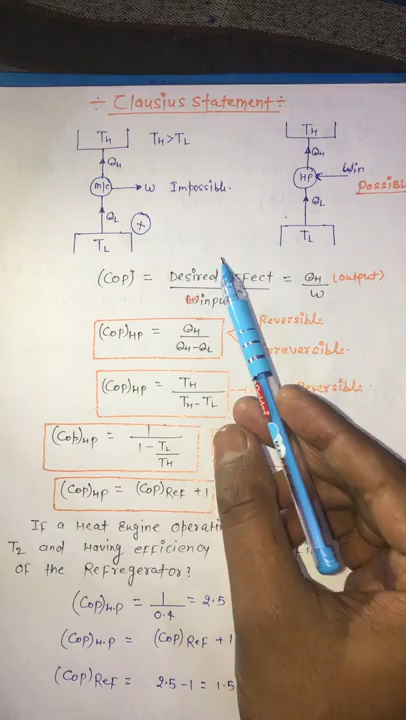 ÷ Clausius Statement ÷
TH TH>TL TH
QH QH
M/C W Impossible. HP Win Possible
QL + QL
TL TL
(COP) = Desired = QH (output)
input W
(COP)HP = QH / QH-QL Reversible
Irreversible.
(COP)HP = TH / TH-TL Reversible
(COP)HP = 1 / 1 - TL/TH
(COP)HP = (COP)Ref +1
If a Heat Engine
T2 and Having efficiency
of the Refregerator?
(COP)H.P = 1/0.4 = 2.5
(COP)H.P = (COP)Ref +1
(COP)Ref = 2.5-1 = 1.5